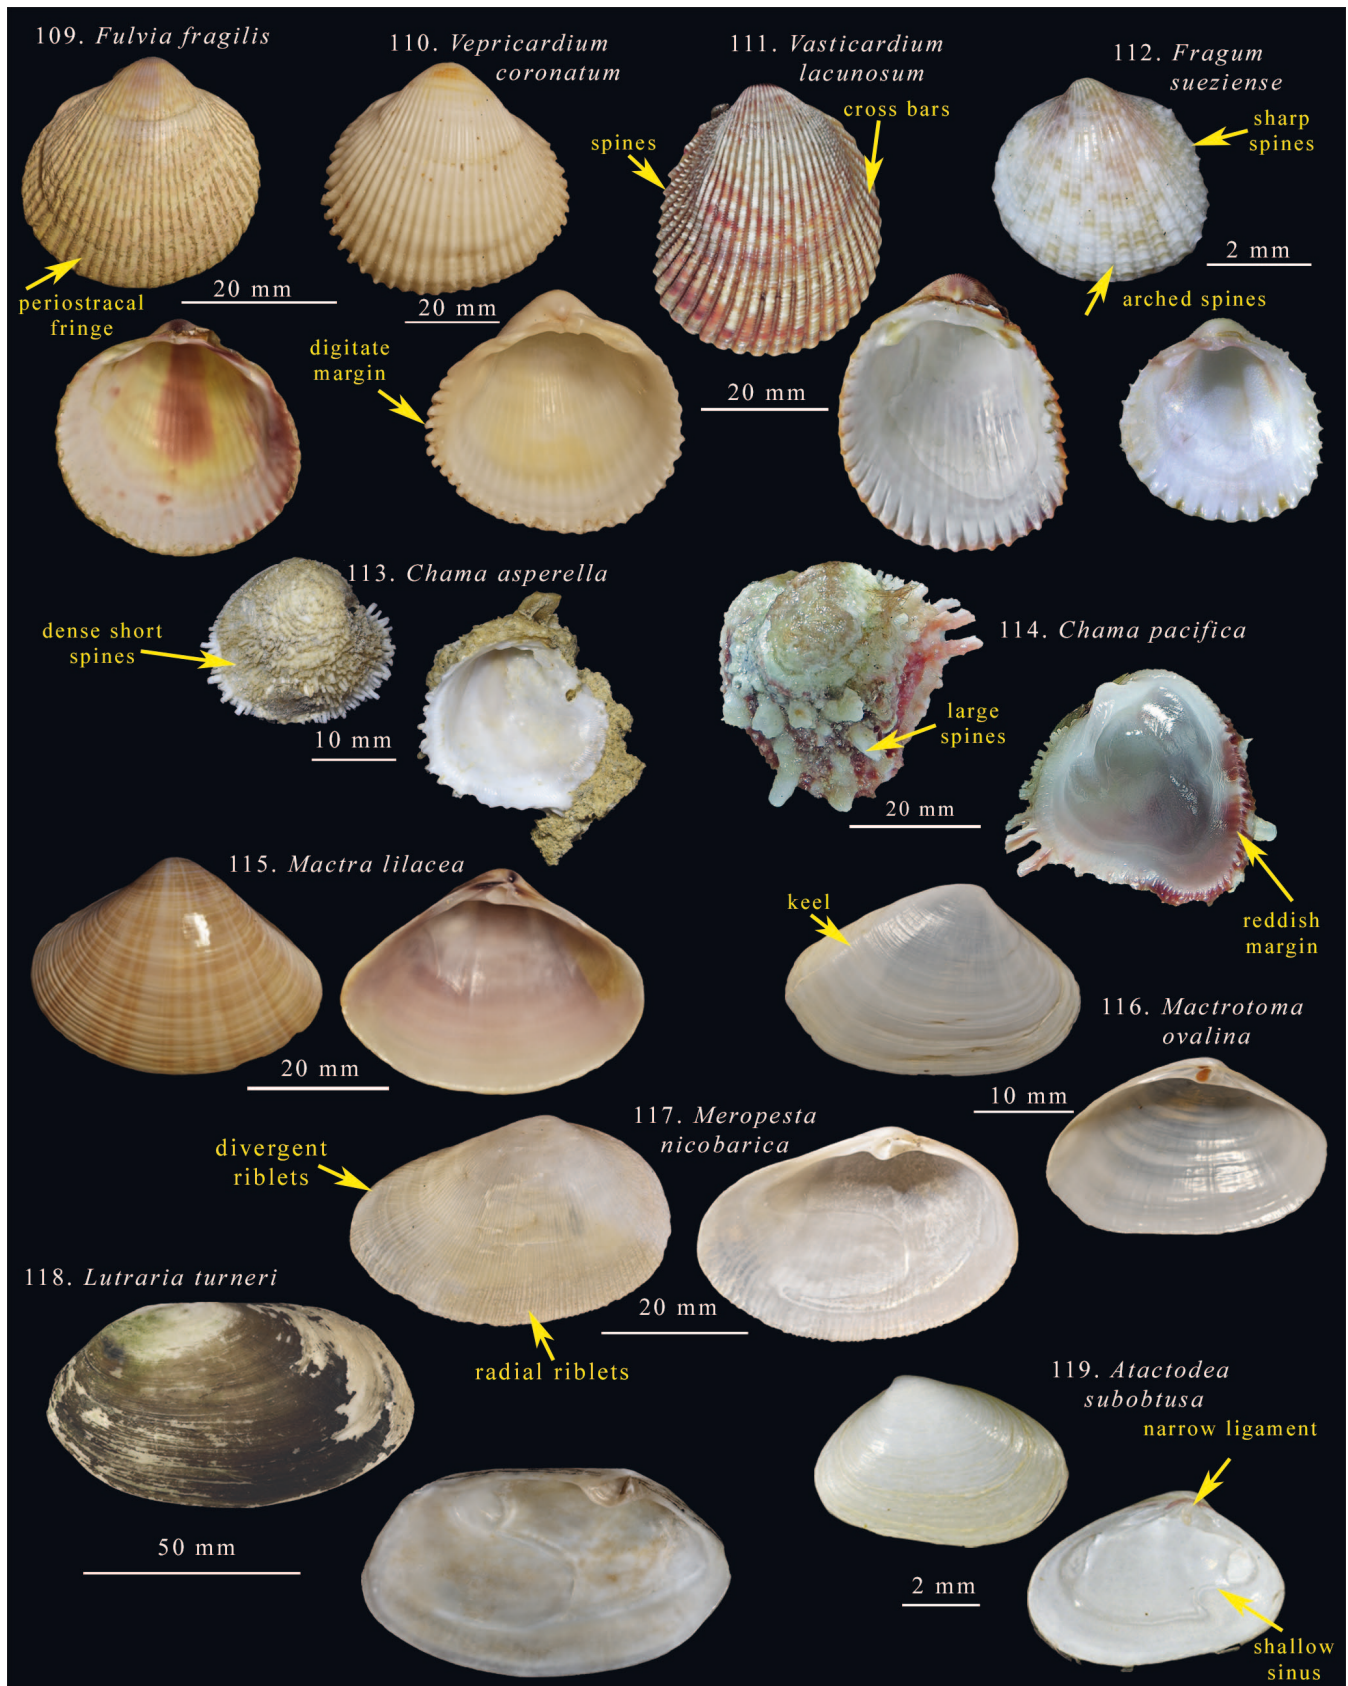 109. Fulvia fragilis
periostracal
fringe
20 mm
110. Vepricardium
coronatum
20 mm
digitate
margin
111. Vasticardium
lacunosum
spines
cross bars
20 mm
112. Fragum
sueziense
sharp
spines
2 mm
arched spines
113. Chama asperella
dense short
spines
10 mm
114. Chama pacifica
large
spines
20 mm
reddish
margin
115. Mactra lilacea
20 mm
keel
116. Mactrotoma
ovalina
10 mm
117. Meropesta
nicobarica
divergent
riblets
20 mm
radial riblets
118. Lutraria turneri
50 mm
119. Atactodea
subobtusa
narrow ligament
2 mm
shallow
sinus